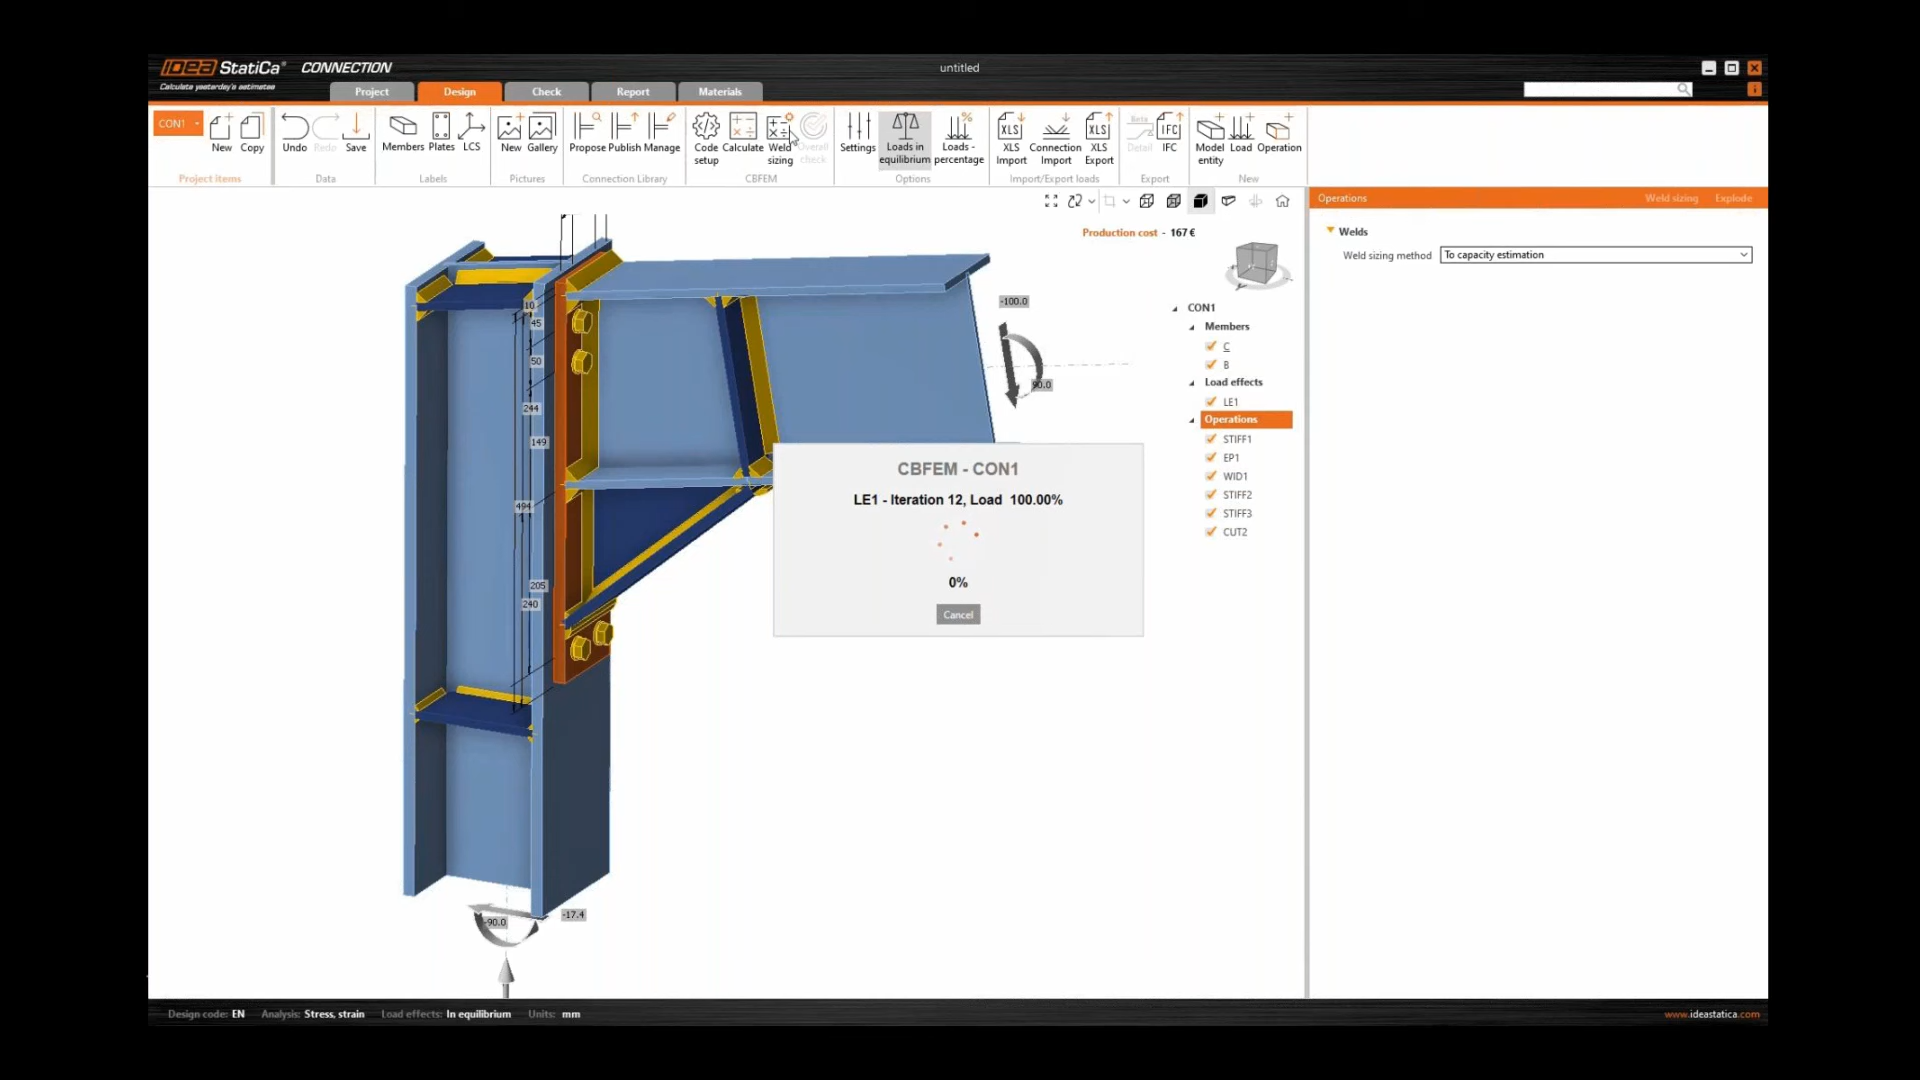 IDEA StatiCa® CONNECTION
Calculate yesterday's estimates
untitled
Project
Design
Check
Report
Materials
CON1
New
Copy
Undo
Redo
Save
Members
Plates
LCS
New
Gallery
Propose
Publish
Manage
Code setup
Calculate
Weld sizing
Overall check
Settings
Loads in equilibrium
Loads - percentage
XLS Import
Connection Import
XLS Export
Beta
Detail
IFC
Model entity
Load
Operation
Project items
Data
Labels
Pictures
Connection Library
CBFEM
Options
Import/Export loads
Export
New
Production cost - 167 €
Operations
Weld sizing
Explode
Welds
Weld sizing method
To capacity estimation
CON1
Members
C
B
Load effects
LE1
Operations
STIFF1
EP1
WID1
STIFF2
STIFF3
CUT2
10
45
50
244
149
494
205
240
-100.0
90.0
-90.0
-17.4
CBFEM - CON1
LE1 - Iteration 12, Load 100.00%
0%
Cancel
Design code: EN
Analysis: Stress, strain
Load effects: In equilibrium
Units: mm
www.ideastatica.com